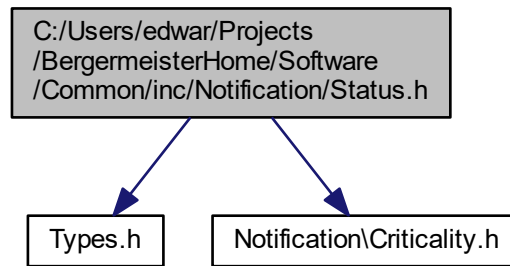 C:/Users/edwar/Projects
/BergermeisterHome/Software
/Common/inc/Notification/Status.h
Types.h
Notification\Criticality.h